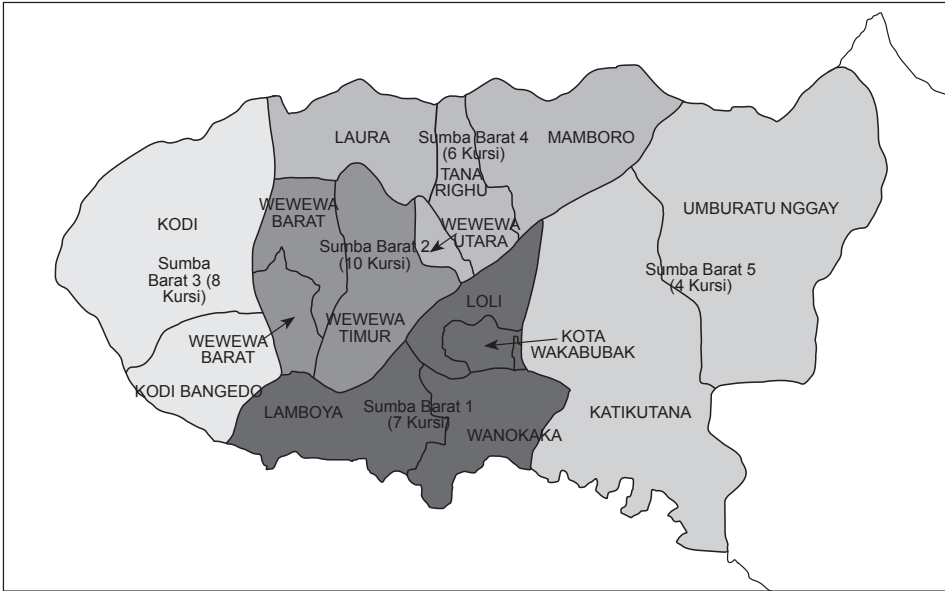 LAURA
Sumba Barat 4
(6 Kursi)
MAMBORO
TANA
RIGHU
WEWEWA
BARAT
UMBURATU NGGAY
KODI
WEWEWA
UTARA
Sumba Barat 2
(10 Kursi)
Sumba
Barat 3 (8
Kursi)
Sumba Barat 5
(4 Kursi)
LOLI
WEWEWA
TIMUR
WEWEWA
BARAT
KOTA
WAKABUBAK
KODI BANGEDO
LAMBOYA
Sumba Barat 1
(7 Kursi)
KATIKUTANA
WANOKAKA